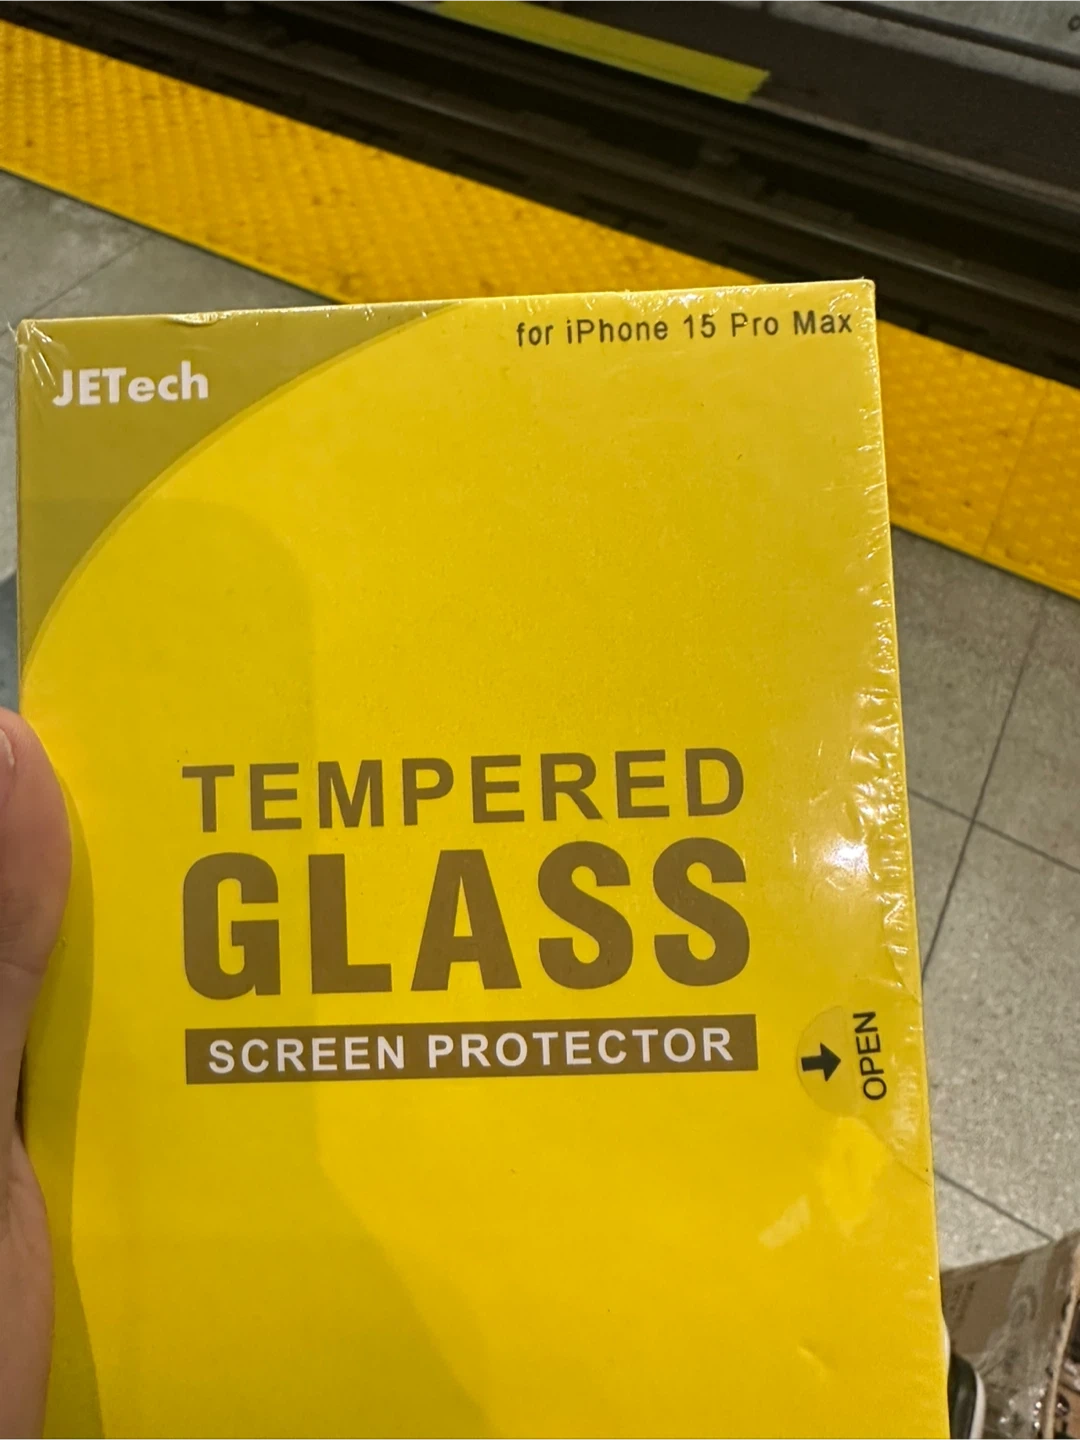 for iPhone 15 Pro Max
JETech
TEMPERED
GLASS
SCREEN PROTECTOR
OPEN